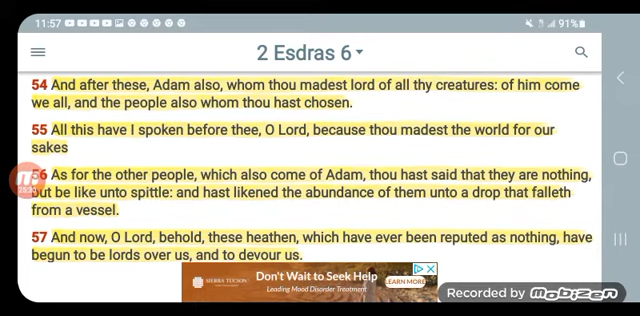 11:57
91%
2 Esdras 6
54 And after these, Adam also, whom thou madest lord of all thy creatures: of him come
we all, and the people also whom thou hast chosen.
55 All this have I spoken before thee, O Lord, because thou madest the world for our
sakes
56 As for the other people, which also come of Adam, thou hast said that they are nothing,
but be like unto spittle: and hast likened the abundance of them unto a drop that falleth
from a vessel.
57 And now, O Lord, behold, these heathen, which have ever been reputed as nothing, have
begun to be lords over us, and to devour us.
SIERRA TUCSON
Don't Wait to Seek Help
Leading Mood Disorder Treatment
LEARN MORE
Recorded by mobizen